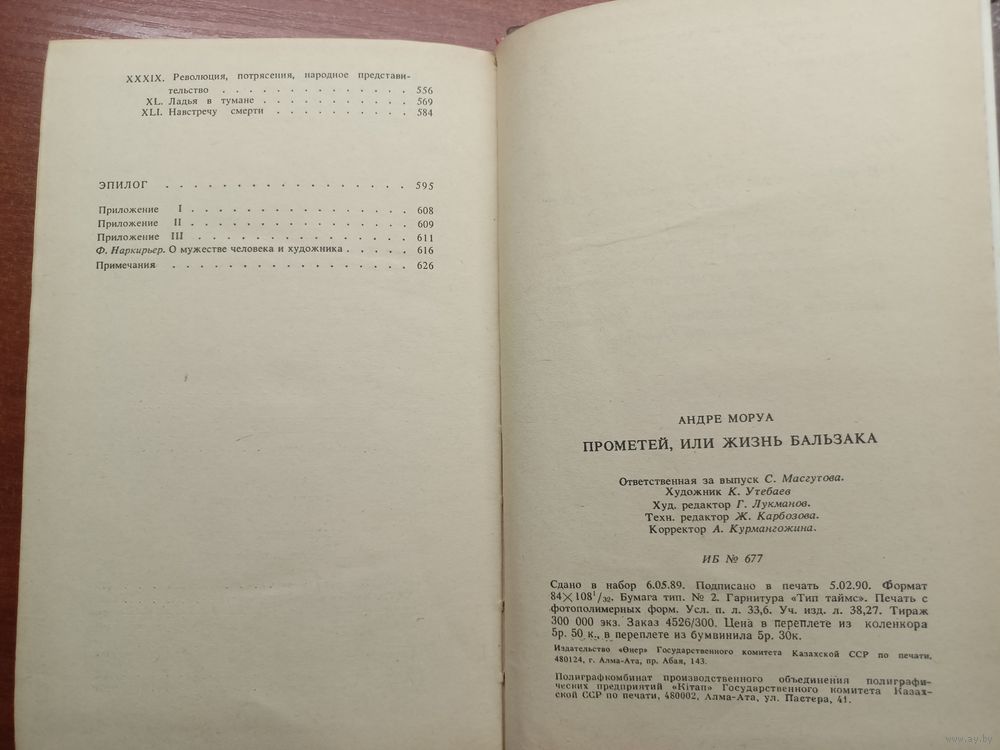 XXXIX. Революция, потрясения, народное представи-
тельство . . . . . . . . . . . . . 556
XL. Ладья в тумане . . . . . . . . . . . 569
XLI. Навстречу смерти . . . . . . . . . . 584
ЭПИЛОГ . . . . . . . . . . . . . . . . . 595
Приложение I . . . . . . . . . . . . . . . 608
Приложение II . . . . . . . . . . . . . . . 609
Приложение III . . . . . . . . . . . . . . . 611
Ф. Наркирьер. О мужестве человека и художника . . . . 616
Примечания . . . . . . . . . . . . . . . . 626
АНДРЕ МОРУА
ПРОМЕТЕЙ, ИЛИ ЖИЗНЬ БАЛЬЗАКА
Ответственная за выпуск С. Масгутова.
Художник К. Утебаев
Худ. редактор Г. Лукманов.
Техн. редактор Ж. Карбозова.
Корректор А. Курмангожина.
ИБ № 677
Сдано в набор 6.05.89. Подписано в печать 5.02.90. Формат
84×108¹/₃₂. Бумага тип. № 2. Гарнитура «Тип таймс». Печать с
фотополимерных форм. Усл. п. л. 33,6. Уч. изд. л. 38,27. Тираж
300 000 экз. Заказ 4526/300. Цена в переплете из коленкора
5р. 50 к., в переплете из бумвинила 5р. 30к.
Издательство «Өнер» Государственного комитета Казахской ССР по печати,
480124, г. Алма-Ата, пр. Абая, 143.
Полиграфкомбинат производственного объединения полиграфи-
ческих предприятий «Кітап» Государственного комитета Казах-
ской ССР по печати, 480002, Алма-Ата, ул. Пастера, 41.
www.ay.by